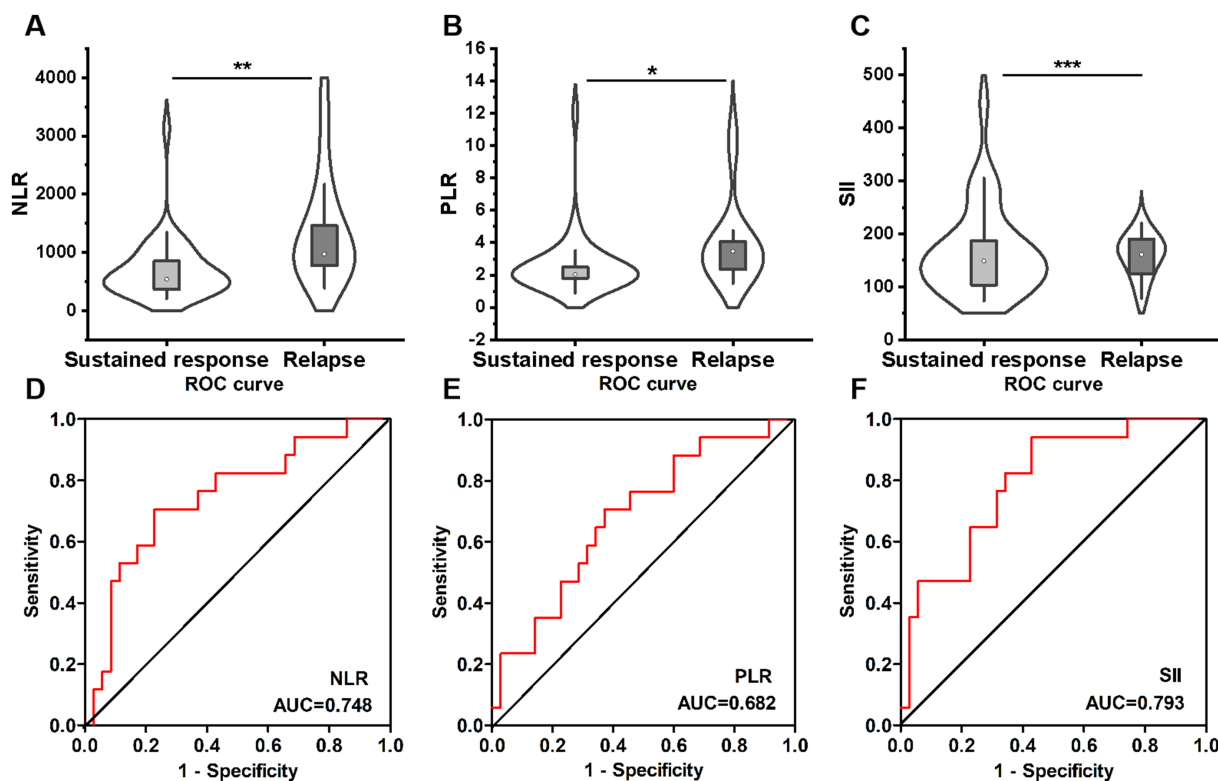 A
NLR
4000
3000
2000
1000
0
**
Sustained response Relapse
B
PLR
16
14
12
10
8
6
4
2
0
-2
*
Sustained response Relapse
C
SII
500
400
300
200
100
0
***
Sustained response Relapse
D
ROC curve
Sensitivity
1.0
0.8
0.6
0.4
0.2
0.0
NLR
AUC=0.748
0.0 0.2 0.4 0.6 0.8 1.0
1 - Specificity
E
ROC curve
Sensitivity
1.0
0.8
0.6
0.4
0.2
0.0
PLR
AUC=0.682
0.0 0.2 0.4 0.6 0.8 1.0
1 - Specificity
F
ROC curve
Sensitivity
1.0
0.8
0.6
0.4
0.2
0.0
SII
AUC=0.793
0.0 0.2 0.4 0.6 0.8 1.0
1 - Specificity